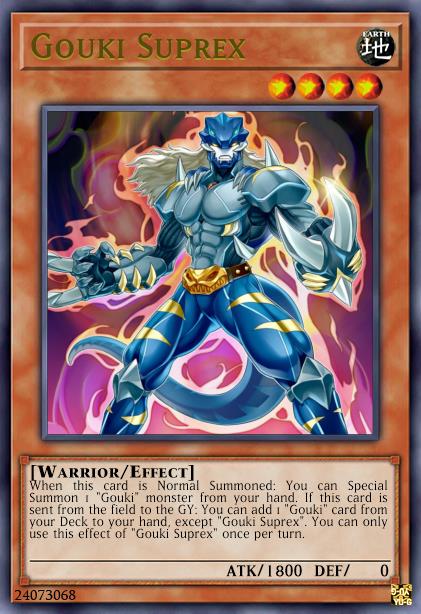 GOUKI SUPREX
EARTH
地
[WARRIOR/EFFECT]
When this card is Normal Summoned: You can Special
Summon 1 "Gouki" monster from your hand. If this card is
sent from the field to the GY: You can add 1 "Gouki" card from
your Deck to your hand, except "Gouki Suprex". You can only
use this effect of "Gouki Suprex" once per turn.
ATK/1800 DEF/ 0
24073068